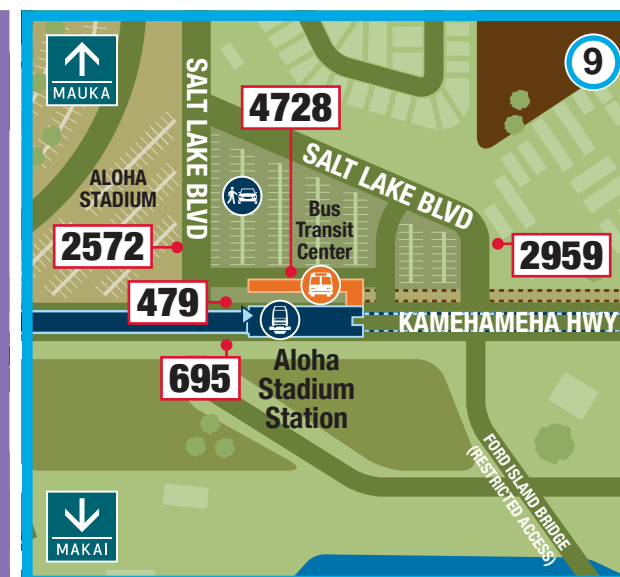 MAUKA
9
SALT LAKE BLVD
4728
SALT LAKE BLVD
ALOHA
STADIUM
Bus
Transit
Center
2572
2959
479
KAMEHAMEHA HWY
695
Aloha
Stadium
Station
FORD ISLAND BRIDGE
(RESTRICTED ACCESS)
MAKAI